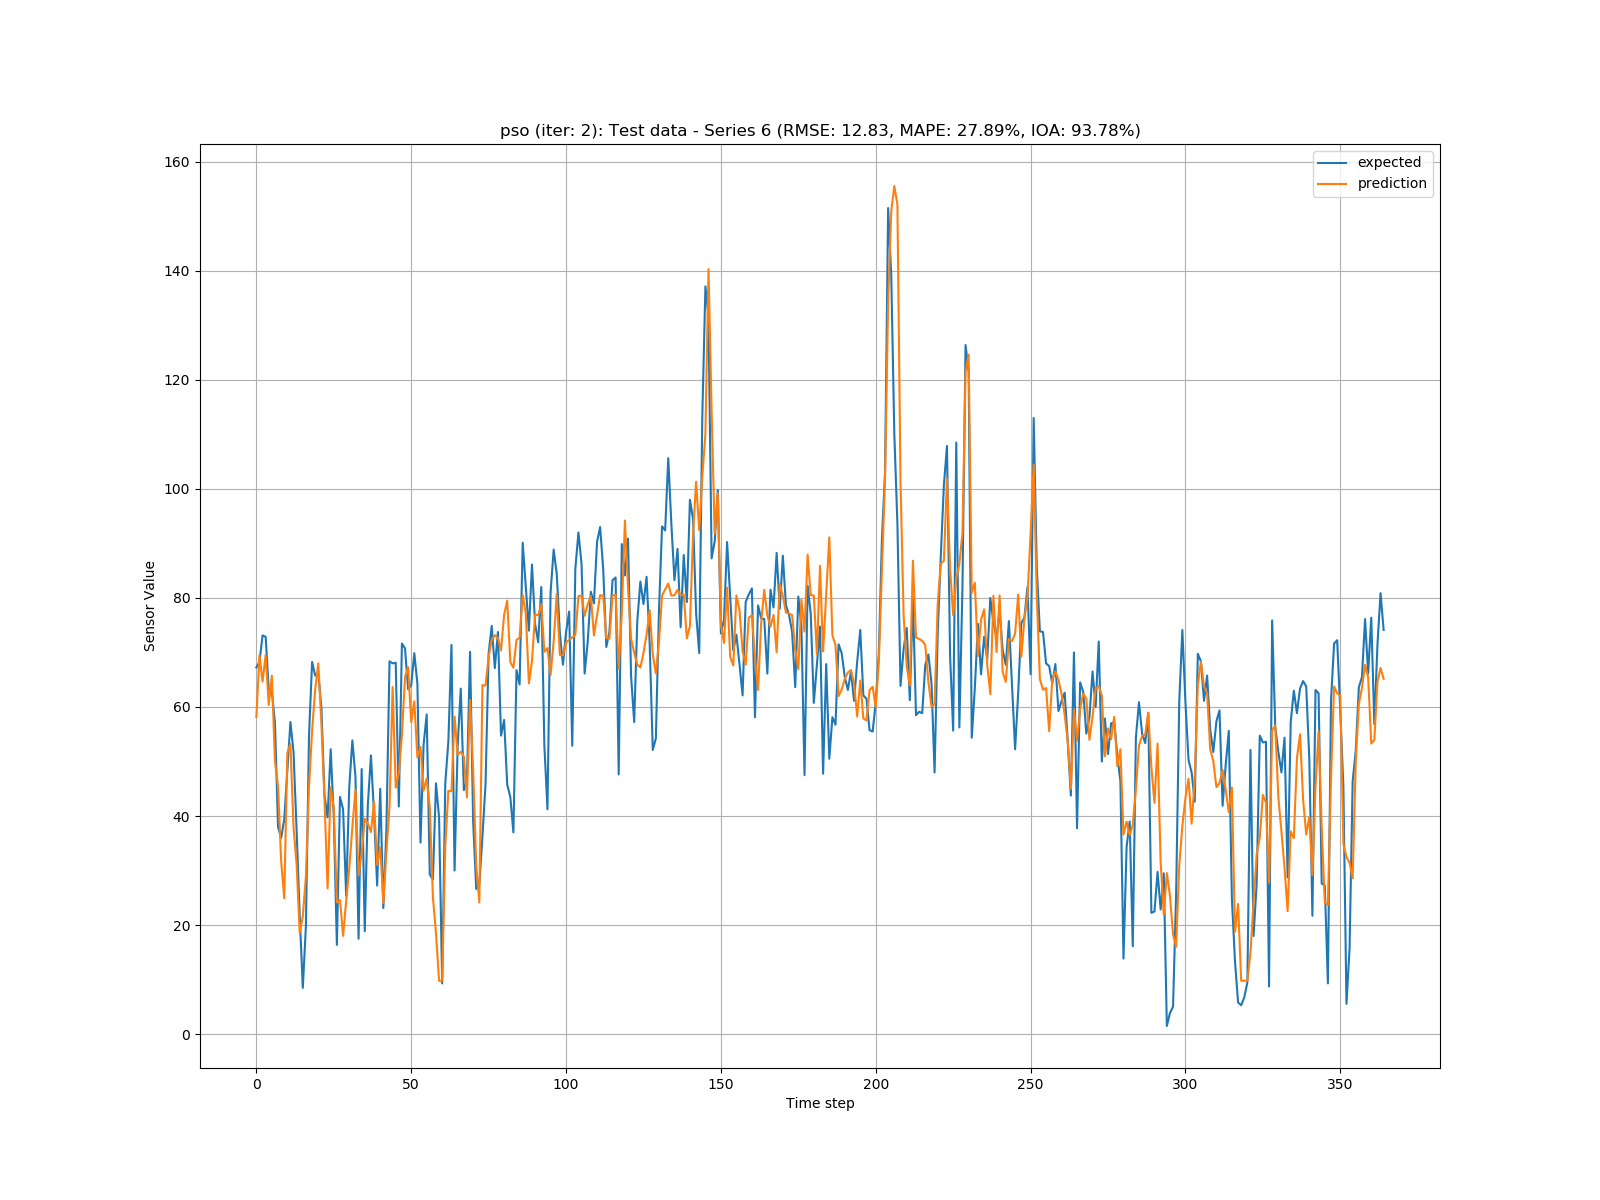 pso (iter: 2): Test data - Series 6 (RMSE: 12.83, MAPE: 27.89%, IOA: 93.78%)
expected
prediction
160
140
120
100
80
60
40
20
0
Sensor Value
0 50 100 150 200 250 300 350
Time step